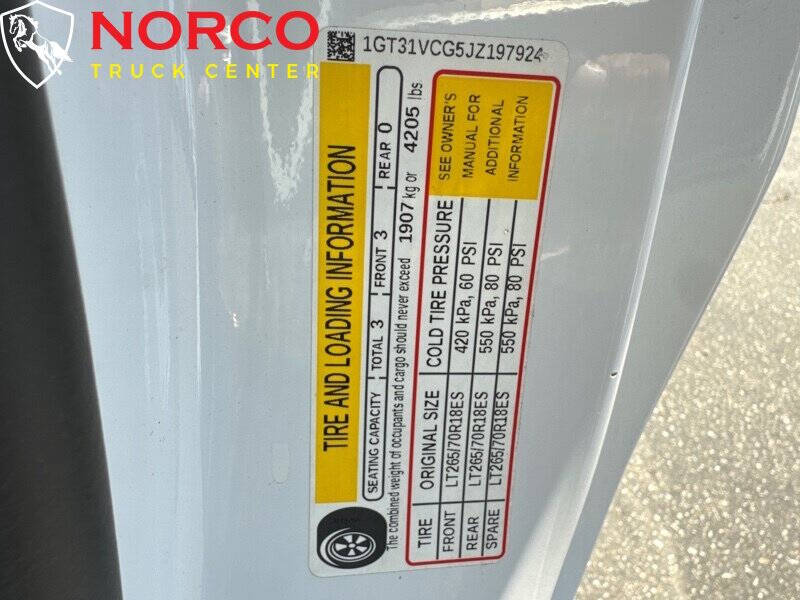 NORCO
TRUCK CENTER
1GT31VCG5JZ197924
TIRE AND LOADING INFORMATION
SEATING CAPACITY TOTAL 3 FRONT 3 REAR 0
The combined weight of occupants and cargo should never exceed 1907 kg or 4205 lbs
TIRE ORIGINAL SIZE COLD TIRE PRESSURE
FRONT LT265/70R18ES 420 kPa, 60 PSI
REAR LT265/70R18ES 550 kPa, 80 PSI
SPARE LT265/70R18ES 550 kPa, 80 PSI
SEE OWNER'S
MANUAL FOR
ADDITIONAL
INFORMATION